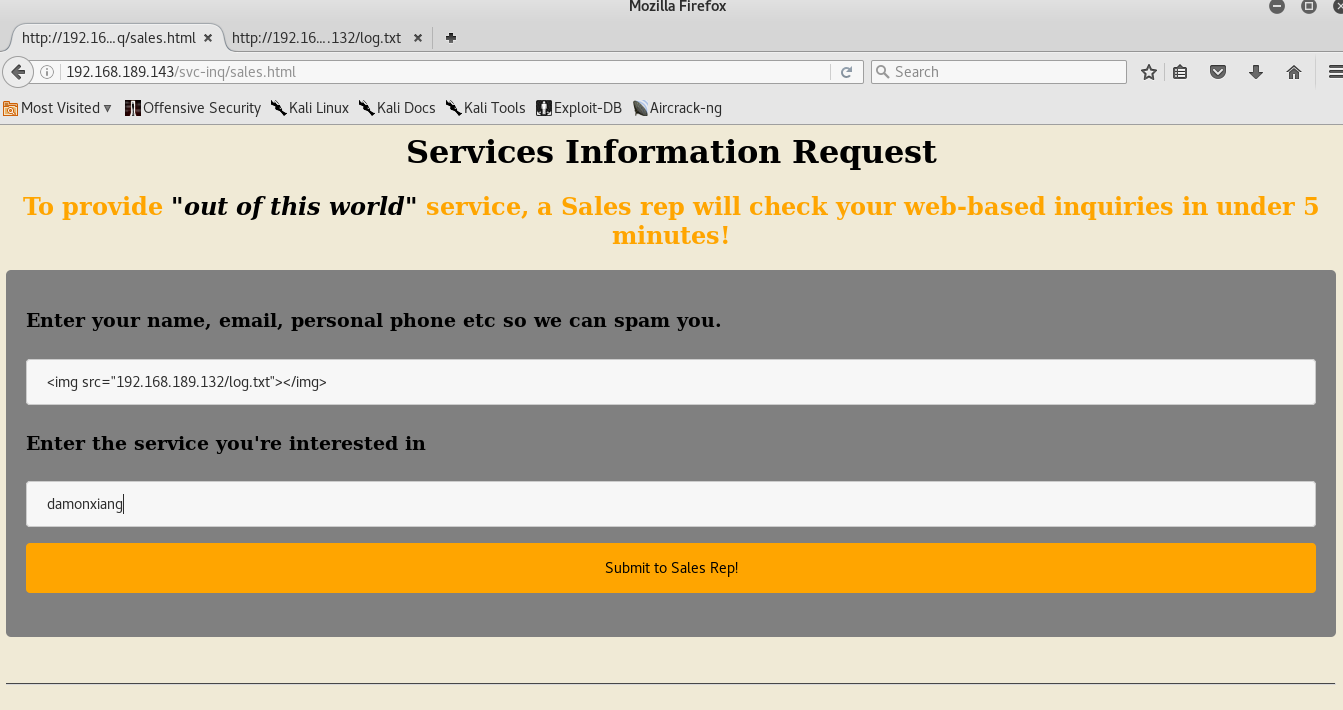 Mozilla Firefox
http://192.16...q/sales.html × http://192.16....132/log.txt ×
192.168.189.143/svc-inq/sales.html Search
Most Visited Offensive Security Kali Linux Kali Docs Kali Tools Exploit-DB Aircrack-ng
Services Information Request
To provide "out of this world" service, a Sales rep will check your web-based inquiries in under 5
minutes!
Enter your name, email, personal phone etc so we can spam you.
<img src="192.168.189.132/log.txt"></img>
Enter the service you're interested in
damonxiang
Submit to Sales Rep!